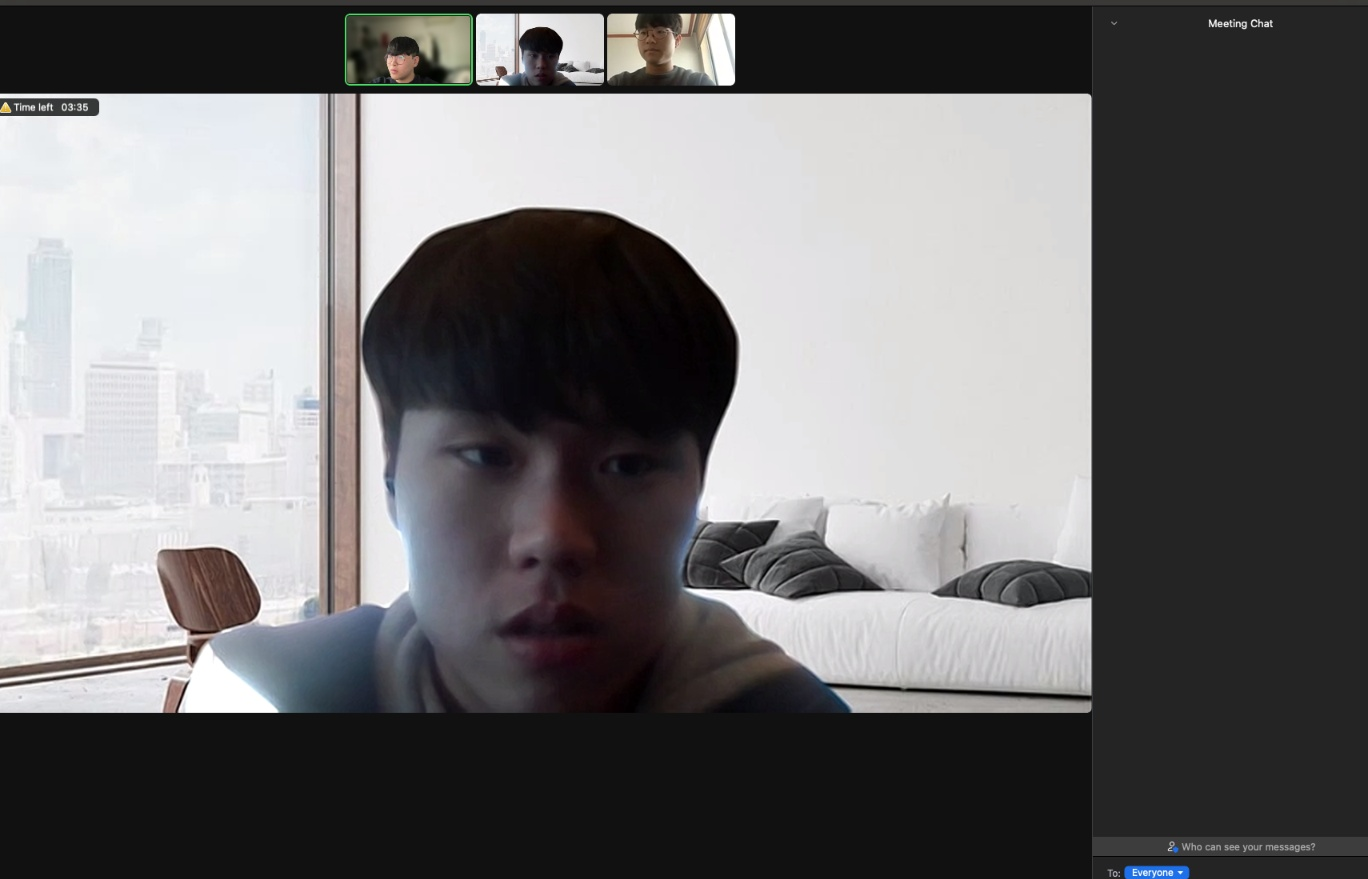 Meeting Chat
Time left 03:35
Who can see your messages?
To: Everyone